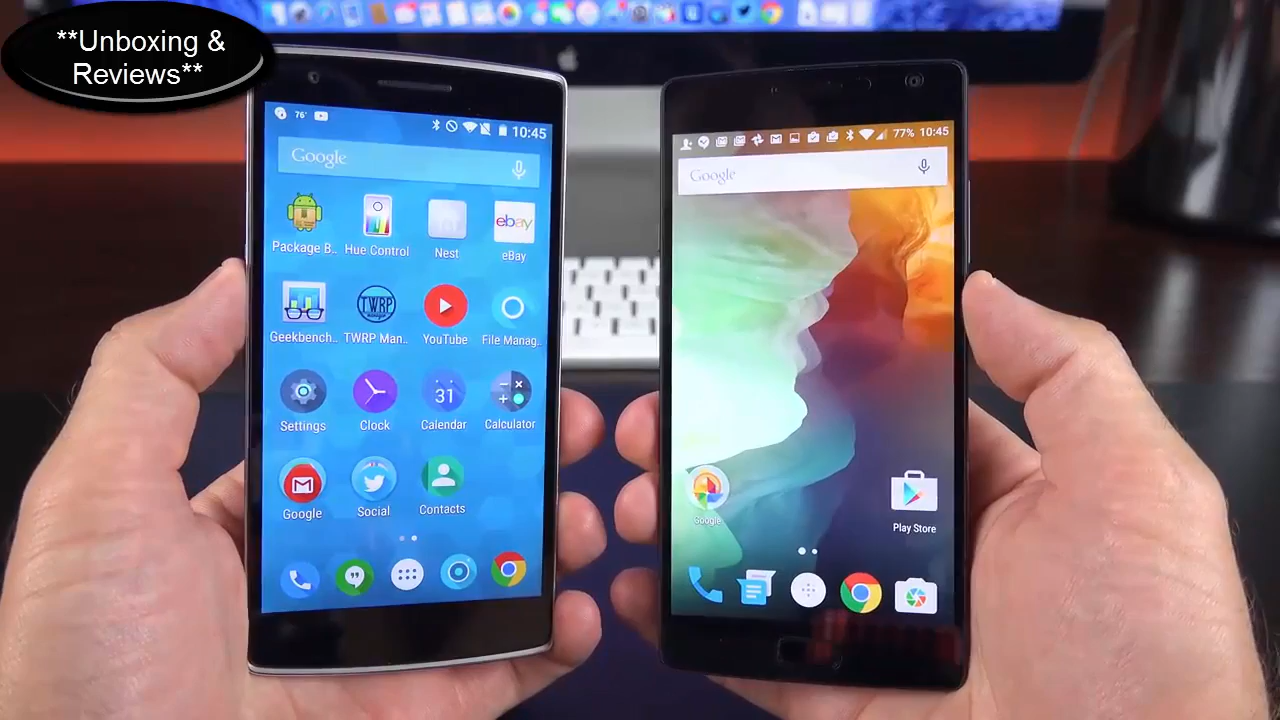 **Unboxing &
Reviews**
76°
10:45
Google
Package B..
Hue Control
Nest
eBay
ebay
Geekbench..
TWRP
TWRP Man..
YouTube
File Manag..
31
Settings
Clock
Calendar
Calculator
Google
Social
Contacts
77% 10:45
Google
Google
Play Store